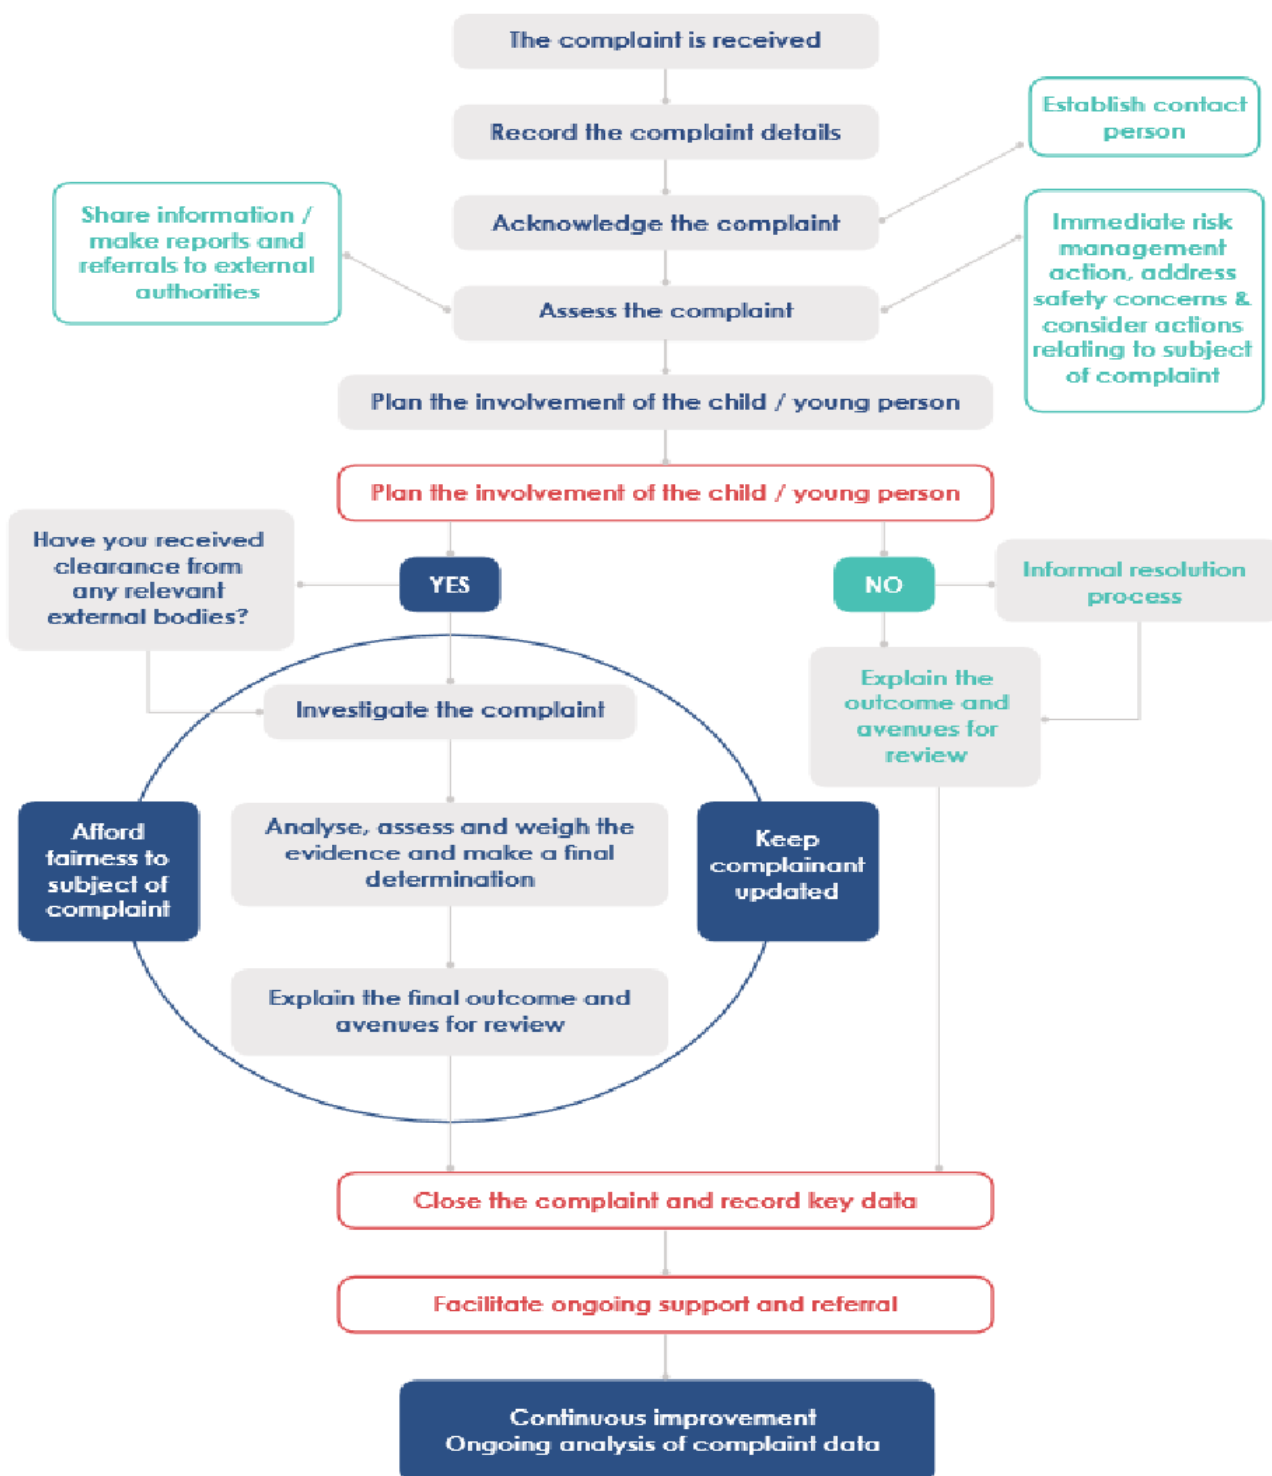 The complaint is received
Record the complaint details
Establish contact
person
Acknowledge the complaint
Share information /
make reports and
referrals to external
authorities
Immediate risk
management
action, address
safety concerns &
consider actions
relating to subject
of complaint
Assess the complaint
Plan the involvement of the child / young person
Plan the involvement of the child / young person
Have you received
clearance from
any relevant
external bodies?
YES
NO
Informal resolution
process
Investigate the complaint
Explain the
outcome and
avenues for
review
Afford
fairness to
subject of
complaint
Analyse, assess and weigh the
evidence and make a final
determination
Keep
complainant
updated
Explain the final outcome and
avenues for review
Close the complaint and record key data
Facilitate ongoing support and referral
Continuous improvement
Ongoing analysis of complaint data